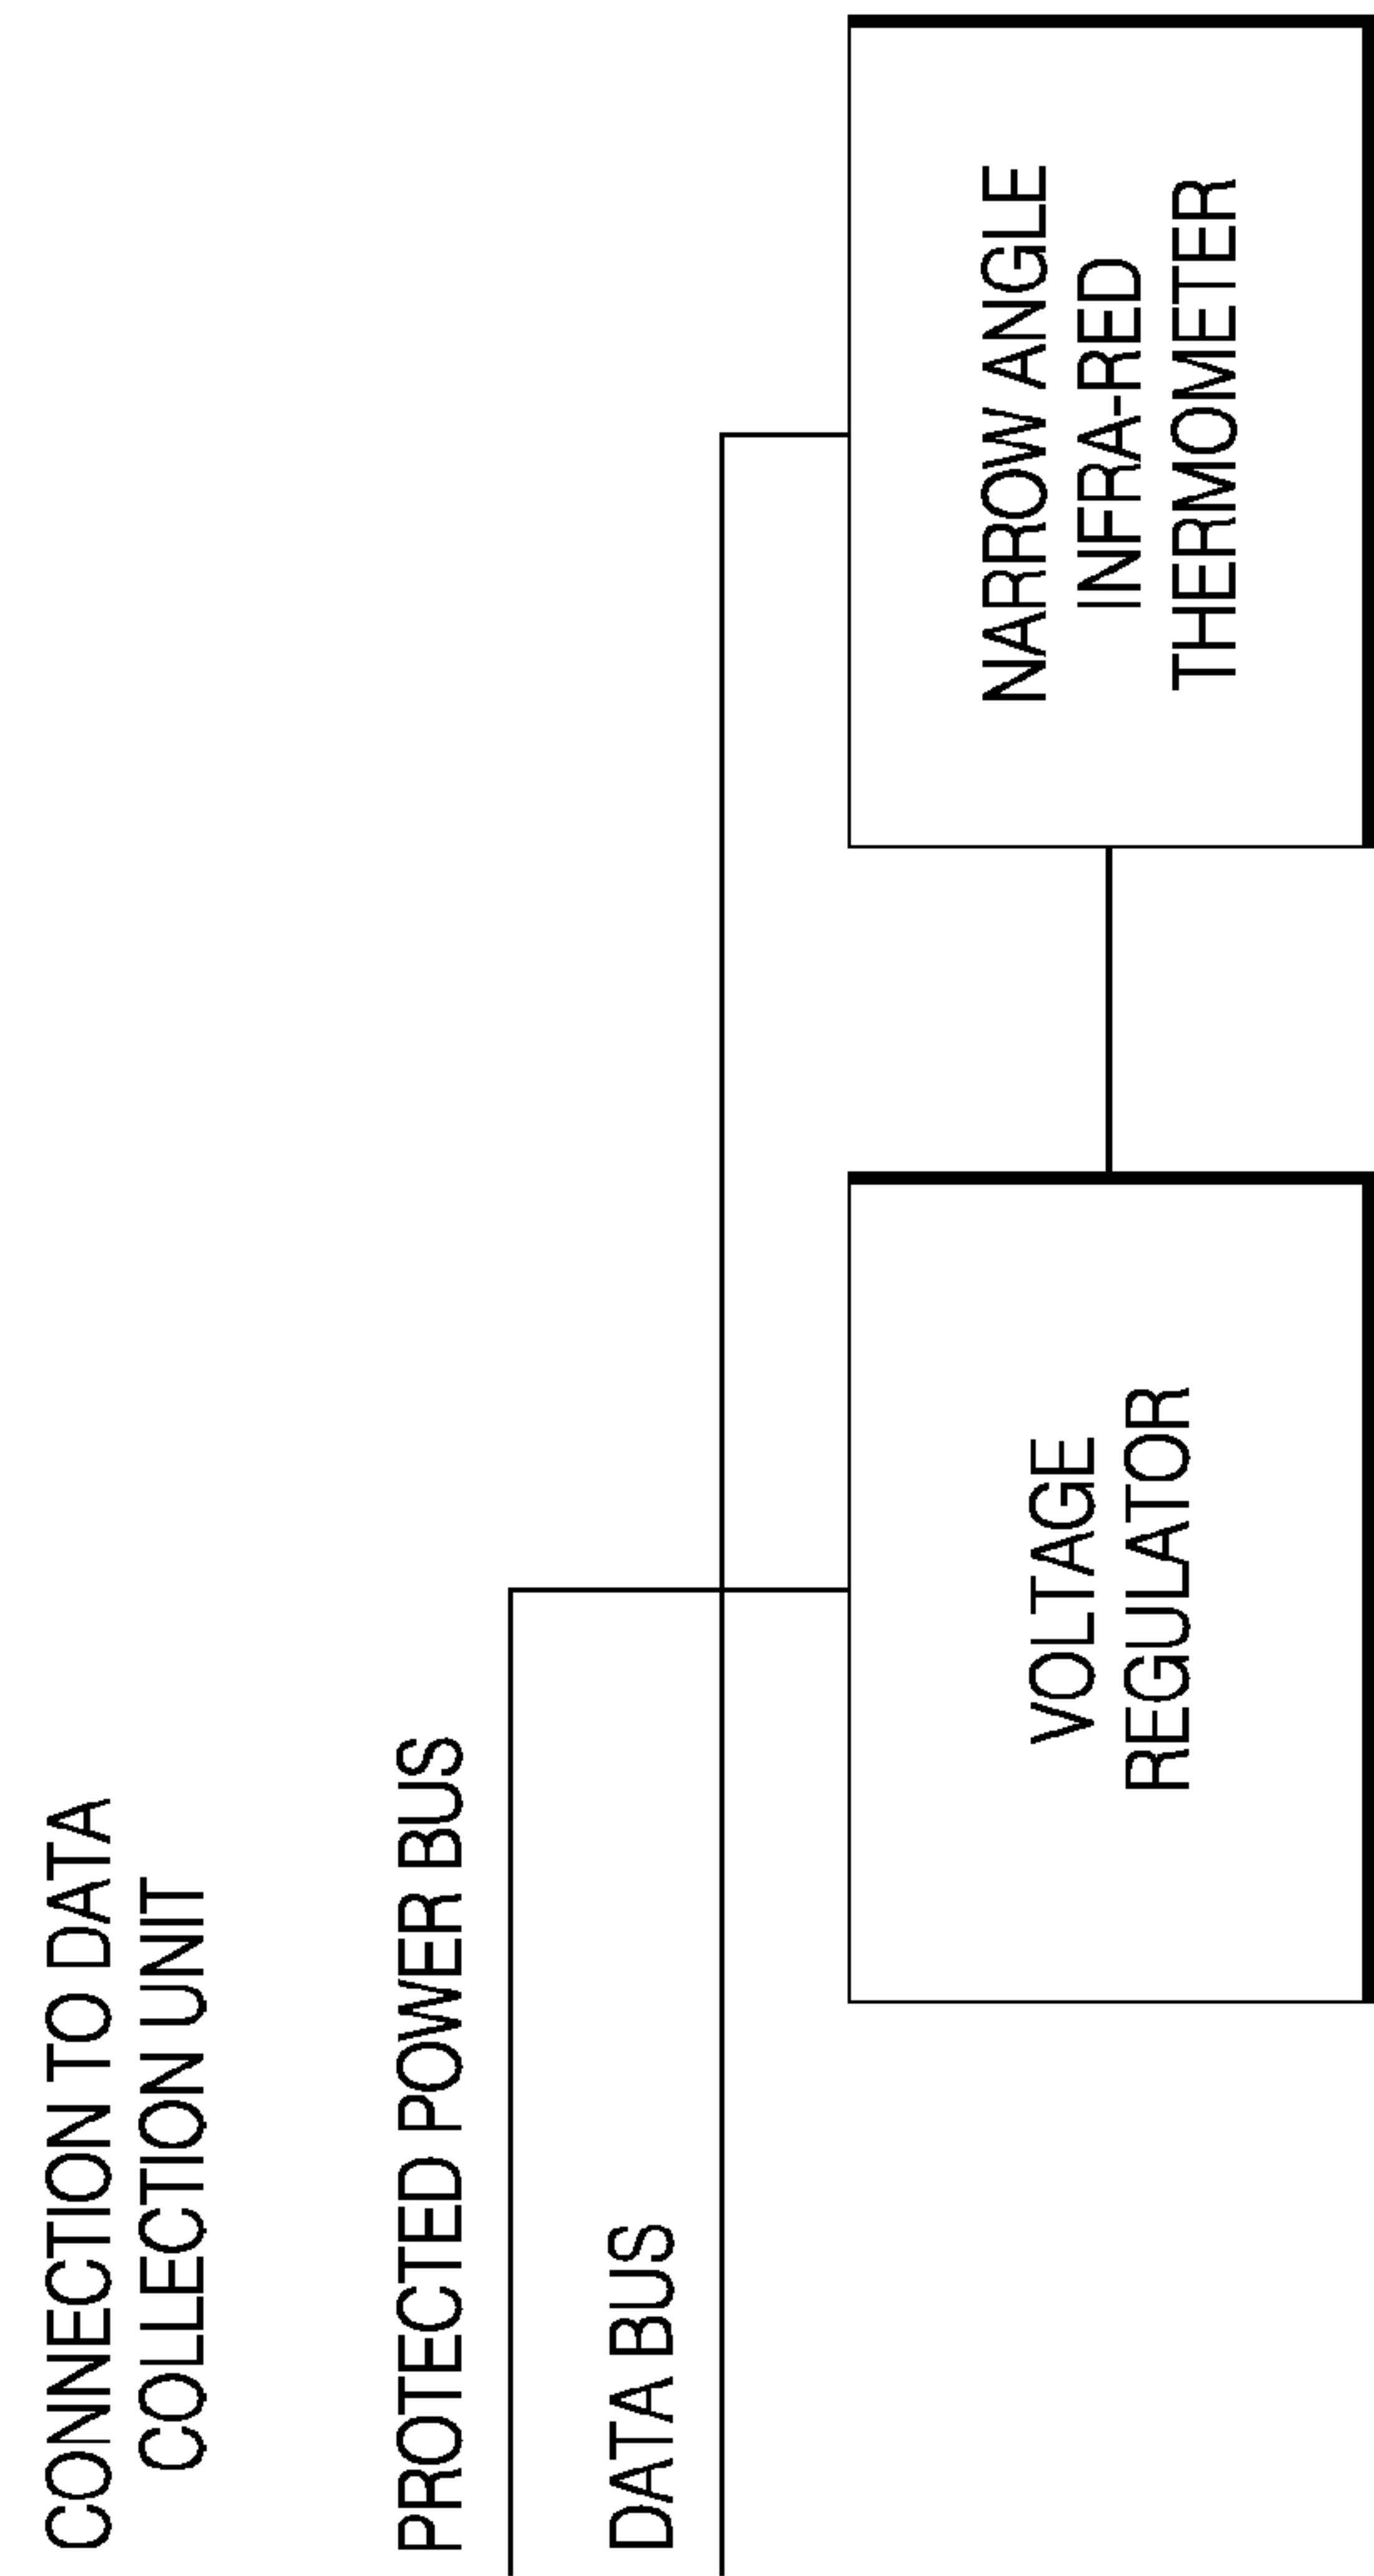 CONNECTION TO DATA
COLLECTION UNIT
PROTECTED POWER BUS
DATA BUS
VOLTAGE
REGULATOR
NARROW ANGLE
INFRA-RED
THERMOMETER